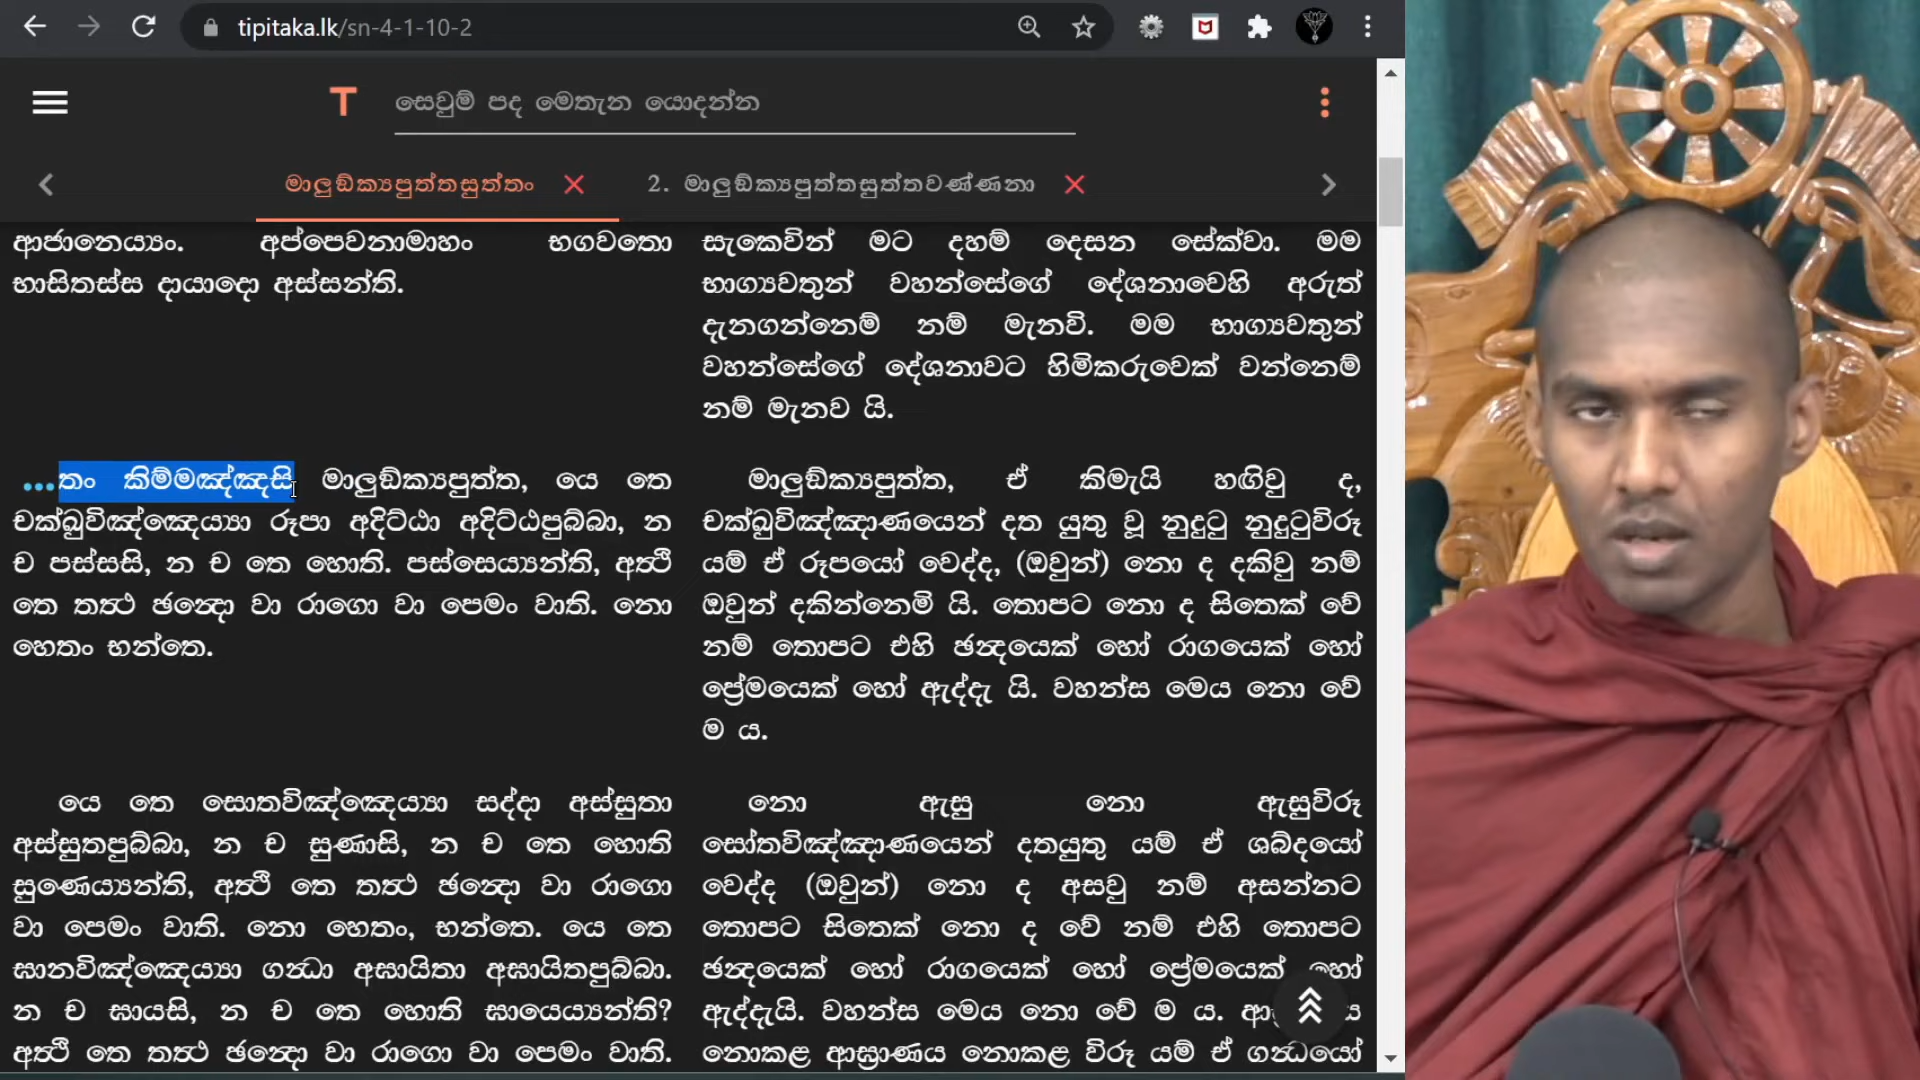 tipitaka.lk/sn-4-1-10-2
සෙවුම් පද මෙතැන යොදන්න
මාලුඞ්ක්‍යපුත්තසුත්තං
2. මාලුඞ්ක්‍යපුත්තසුත්තවණ්ණනා
ආජානෙය්‍යං. අප්පෙවනාමාහං භගවතො
භාසිතස්ස දායාදො අස්සන්ති.
...තං කිම්මඤ්ඤසි මාලුඞ්ක්‍යපුත්ත, යෙ තෙ
චක්ඛුවිඤ්ඤෙය්‍යා රූපා අදිට්ඨා අදිට්ඨපුබ්බා, න
ච පස්සසි, න ච තෙ හොති. පස්සෙය්‍යන්ති, අත්‍ථි
තෙ තත්‍ථ ඡන්‍දො වා රාගො වා පෙමං වාති. නො
හෙතං භන්තෙ.
යෙ තෙ සොතවිඤ්ඤෙය්‍යා සද්දා අස්සුතා
අස්සුතපුබ්බා, න ච සුණාසි, න ච තෙ හොති
සුණෙය්‍යන්ති, අත්‍ථි තෙ තත්‍ථ ඡන්‍දො වා රාගො
වා පෙමං වාති. නො හෙතං, භන්තෙ. යෙ තෙ
ඝානවිඤ්ඤෙය්‍යා ගන්‍ධා අඝායිතා අඝායිතපුබ්බා.
න ච ඝායසි, න ච තෙ හොති ඝායෙය්‍යන්ති?
අත්‍ථි තෙ තත්‍ථ ඡන්‍දො වා රාගො වා පෙමං වාති.
සැකෙවින් මට දහම් දෙසන සේක්වා. මම
භාග්‍යවතුන් වහන්සේගේ දේශනාවෙහි අරුත්
දැනගන්නෙම් නම් මැනවි. මම භාග්‍යවතුන්
වහන්සේගේ දේශනාවට හිමිකරුවෙක් වන්නෙම්
නම් මැනව යි.
මාලුඞ්ක්‍යපුත්ත, ඒ කිමැයි හඟිවු ද,
චක්ඛුවිඤ්ඤාණයෙන් දත යුතු වූ නුදුටු නුදුටුවිරූ
යම් ඒ රූපයෝ වෙද්ද, (ඔවුන්) නො ද දකිවු නම්
ඔවුන් දකින්නෙමි යි. තොපට නො ද සිතෙක් වේ
නම් තොපට එහි ඡන්‍දයෙක් හෝ රාගයෙක් හෝ
ප්‍රේමයෙක් හෝ ඇද්දැ යි. වහන්ස මෙය නො වේ
ම ය.
නො ඇසු නො ඇසුවිරූ
සෝතවිඤ්ඤාණයෙන් දතයුතු යම් ඒ ශබ්දයෝ
වෙද්ද (ඔවුන්) නො ද අසවු නම් අසන්නට
තොපට සිතෙක් නො ද වේ නම් එහි තොපට
ඡන්‍දයෙක් හෝ රාගයෙක් හෝ ප්‍රේමයෙක් හෝ
ඇද්දැයි. වහන්ස මෙය නො වේ ම ය.
නොකළ ආඝ්‍රාණය නොකළ විරූ යම් ඒ ගන්‍ධයෝ